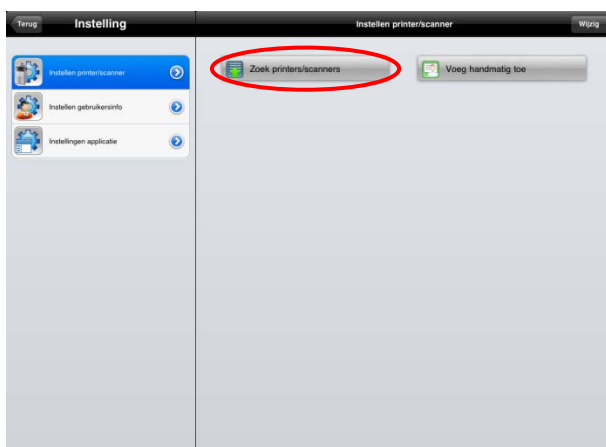 Terug
Instelling
Instellen printer/scanner
Wijzig
Instellen printer/scanner
Zoek printers/scanners
Voeg handmatig toe
Instellen gebruikersinfo
Instellingen applicatie